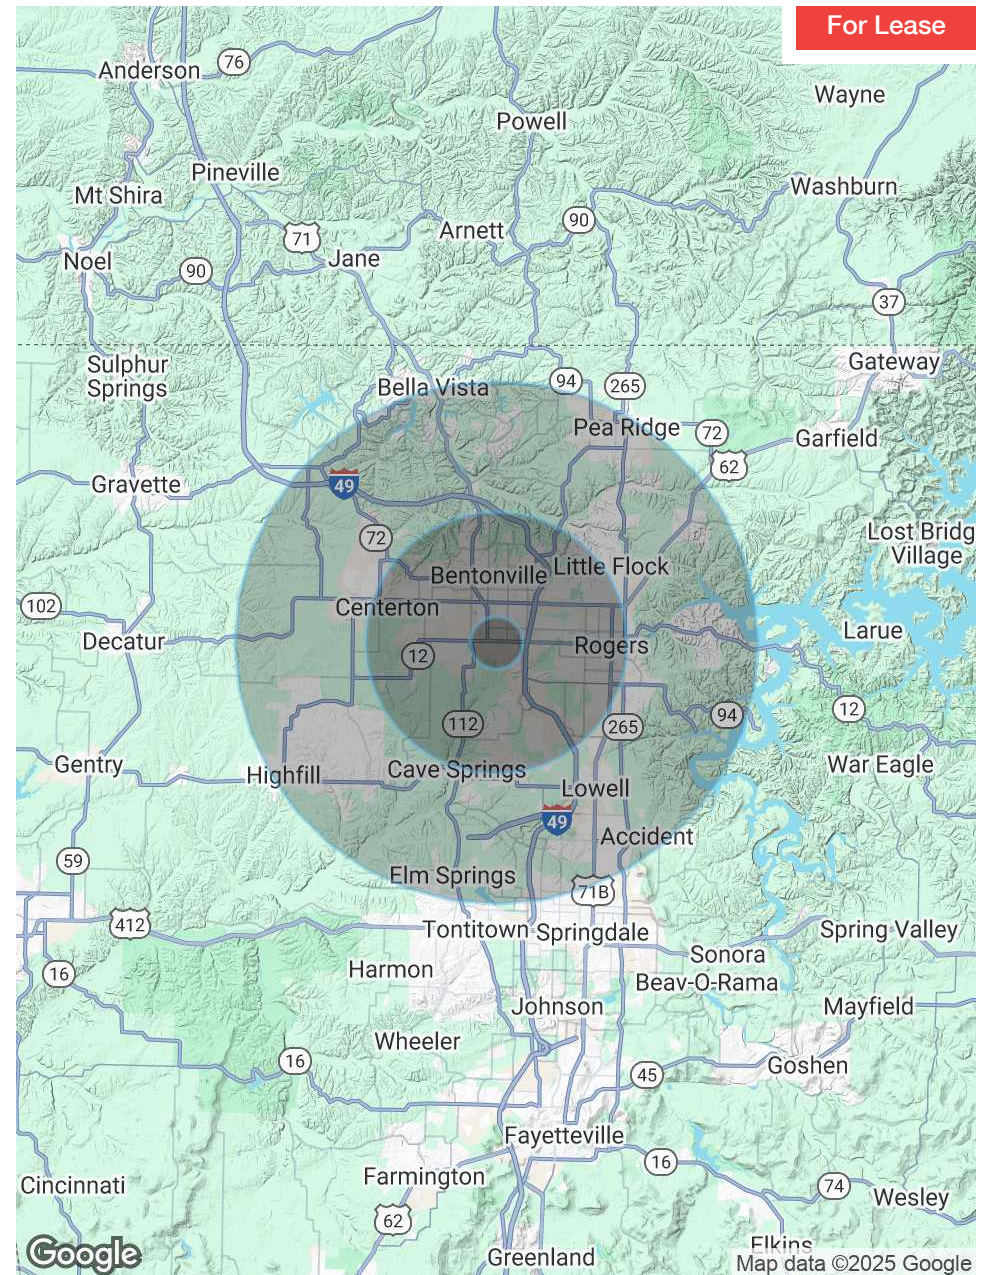 For Lease
76
Anderson
Wayne
Powell
Pineville
Washburn
Mt Shira
90
Arnett
71
Jane
Noel
90
37
Sulphur
Springs
Gateway
Bella Vista
94
265
Pea Ridge
72
Garfield
62
Gravette
49
Lost Bridg
Village
72
Little Flock
Bentonville
102
Centerton
Larue
Decatur
Rogers
12
12
94
112
265
Gentry
Highfill
Cave Springs
War Eagle
Lowell
49
Accident
59
Elm Springs
71B
412
Tontitown
Springdale
Spring Valley
Sonora
16
Harmon
Beav-O-Rama
Johnson
Mayfield
Wheeler
16
Goshen
45
Fayetteville
16
Farmington
Cincinnati
74
Wesley
62
Elkins
Google
Greenland
Map data ©2025 Google